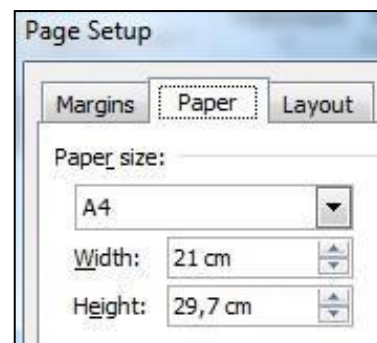 Page Setup
Margins Paper Layout
Paper size:
A4
Width: 21 cm
Height: 29,7 cm